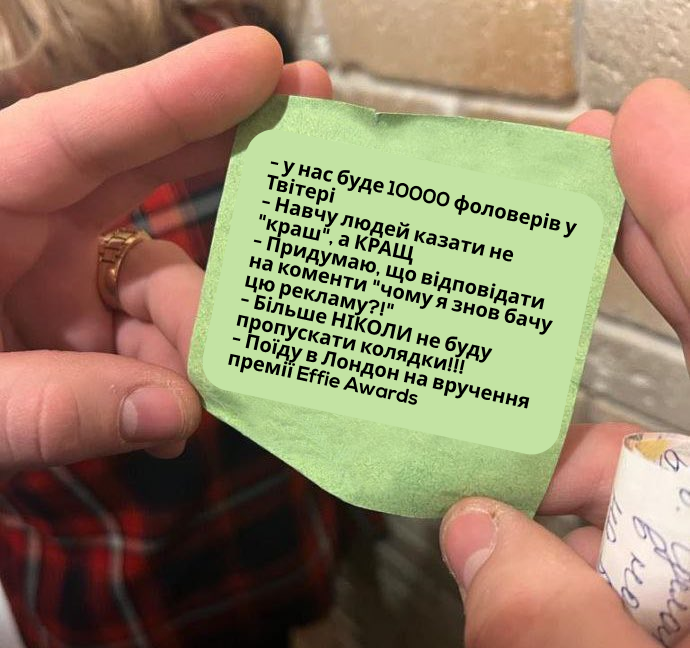 - у нас буде 10000 фоловерів у
Твітері
- Навчу людей казати не
"краш", а КРАЩ
- Придумаю, що відповідати
на коменти "чому я знов бачу
цю рекламу?!"
- Більше НІКОЛИ не буду
пропускати колядки!!!
- Поїду в Лондон на вручення
премії Effie Awards